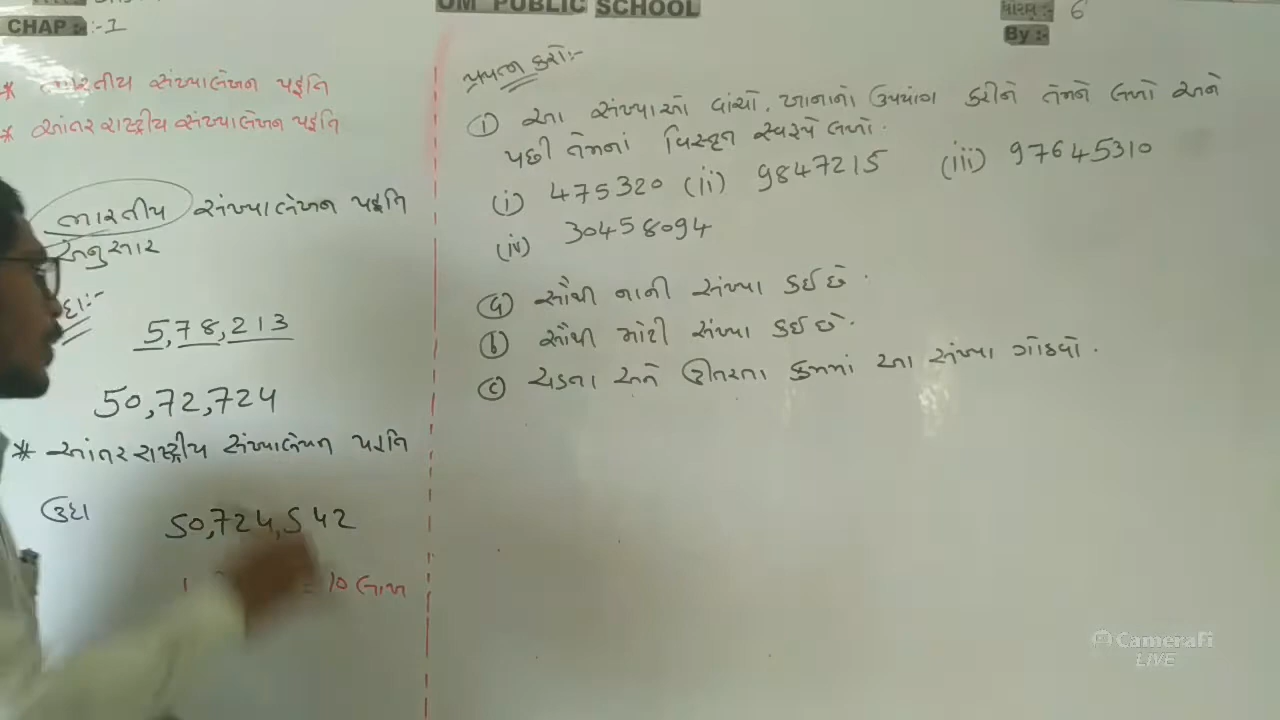 OM PUBLIC SCHOOL
CHAP :- 1
ધોરણ :- 6
By :-
* ભારતીય સંખ્યાલેખન પદ્ધતિ
* આંતરરાષ્ટ્રીય સંખ્યાલેખન પદ્ધતિ
ભારતીય સંખ્યાલેખન પદ્ધતિ
અનુસાર
5,78,213
50,72,724
* આંતરરાષ્ટ્રીય સંખ્યાલેખન પદ્ધતિ
ઉદા
50,724,542
= 10 લાખ
પ્રયત્ન કરો:-
① આ સંખ્યાઓ વાંચો. ખાનાનો ઉપયોગ કરીને તેમને લખો અને
પછી તેમનાં વિસ્તૃત સ્વરૂપે લખો.
(i) 475320 (ii) 9847215 (iii) 97645310
(iv) 30458094
ⓐ સૌથી નાની સંખ્યા કઈ છે.
ⓑ સૌથી મોટી સંખ્યા કઈ છે.
ⓒ ચડતા અને ઊતરતા ક્રમમાં આ સંખ્યા ગોઠવો.
CameraFi
LIVE